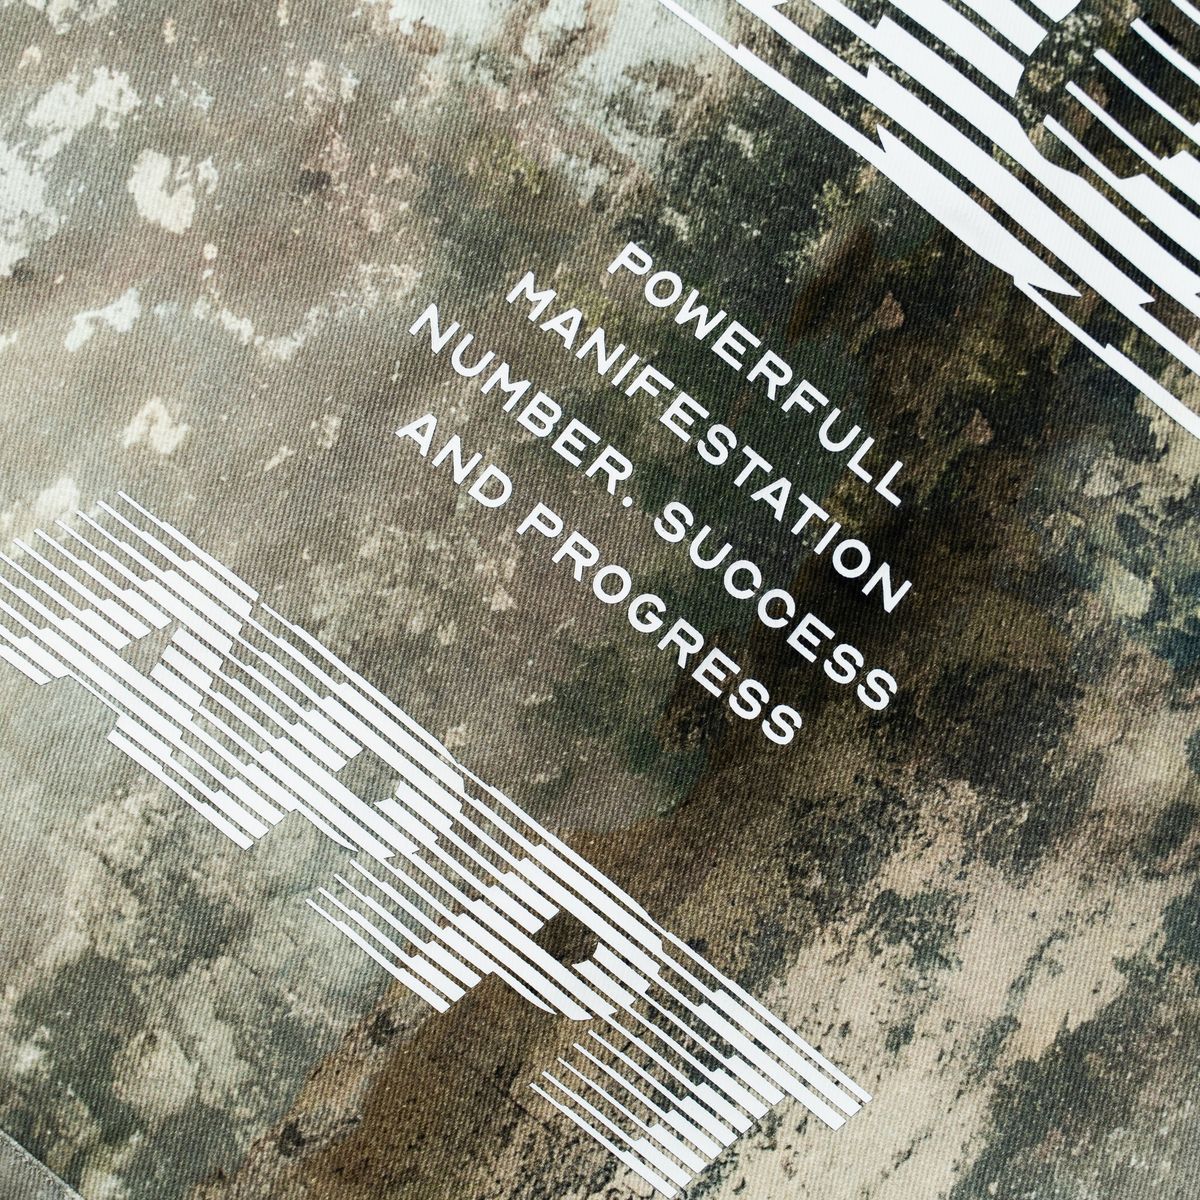 POWERFULL
MANIFESTATION
NUMBER. SUCCESS
AND PROGRESS